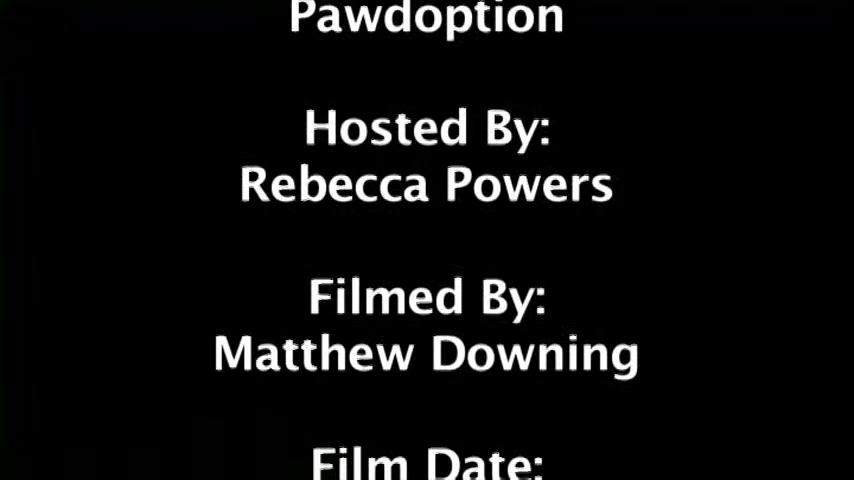 Pawdoption
Hosted By:
Rebecca Powers
Filmed By:
Matthew Downing
Film Date: